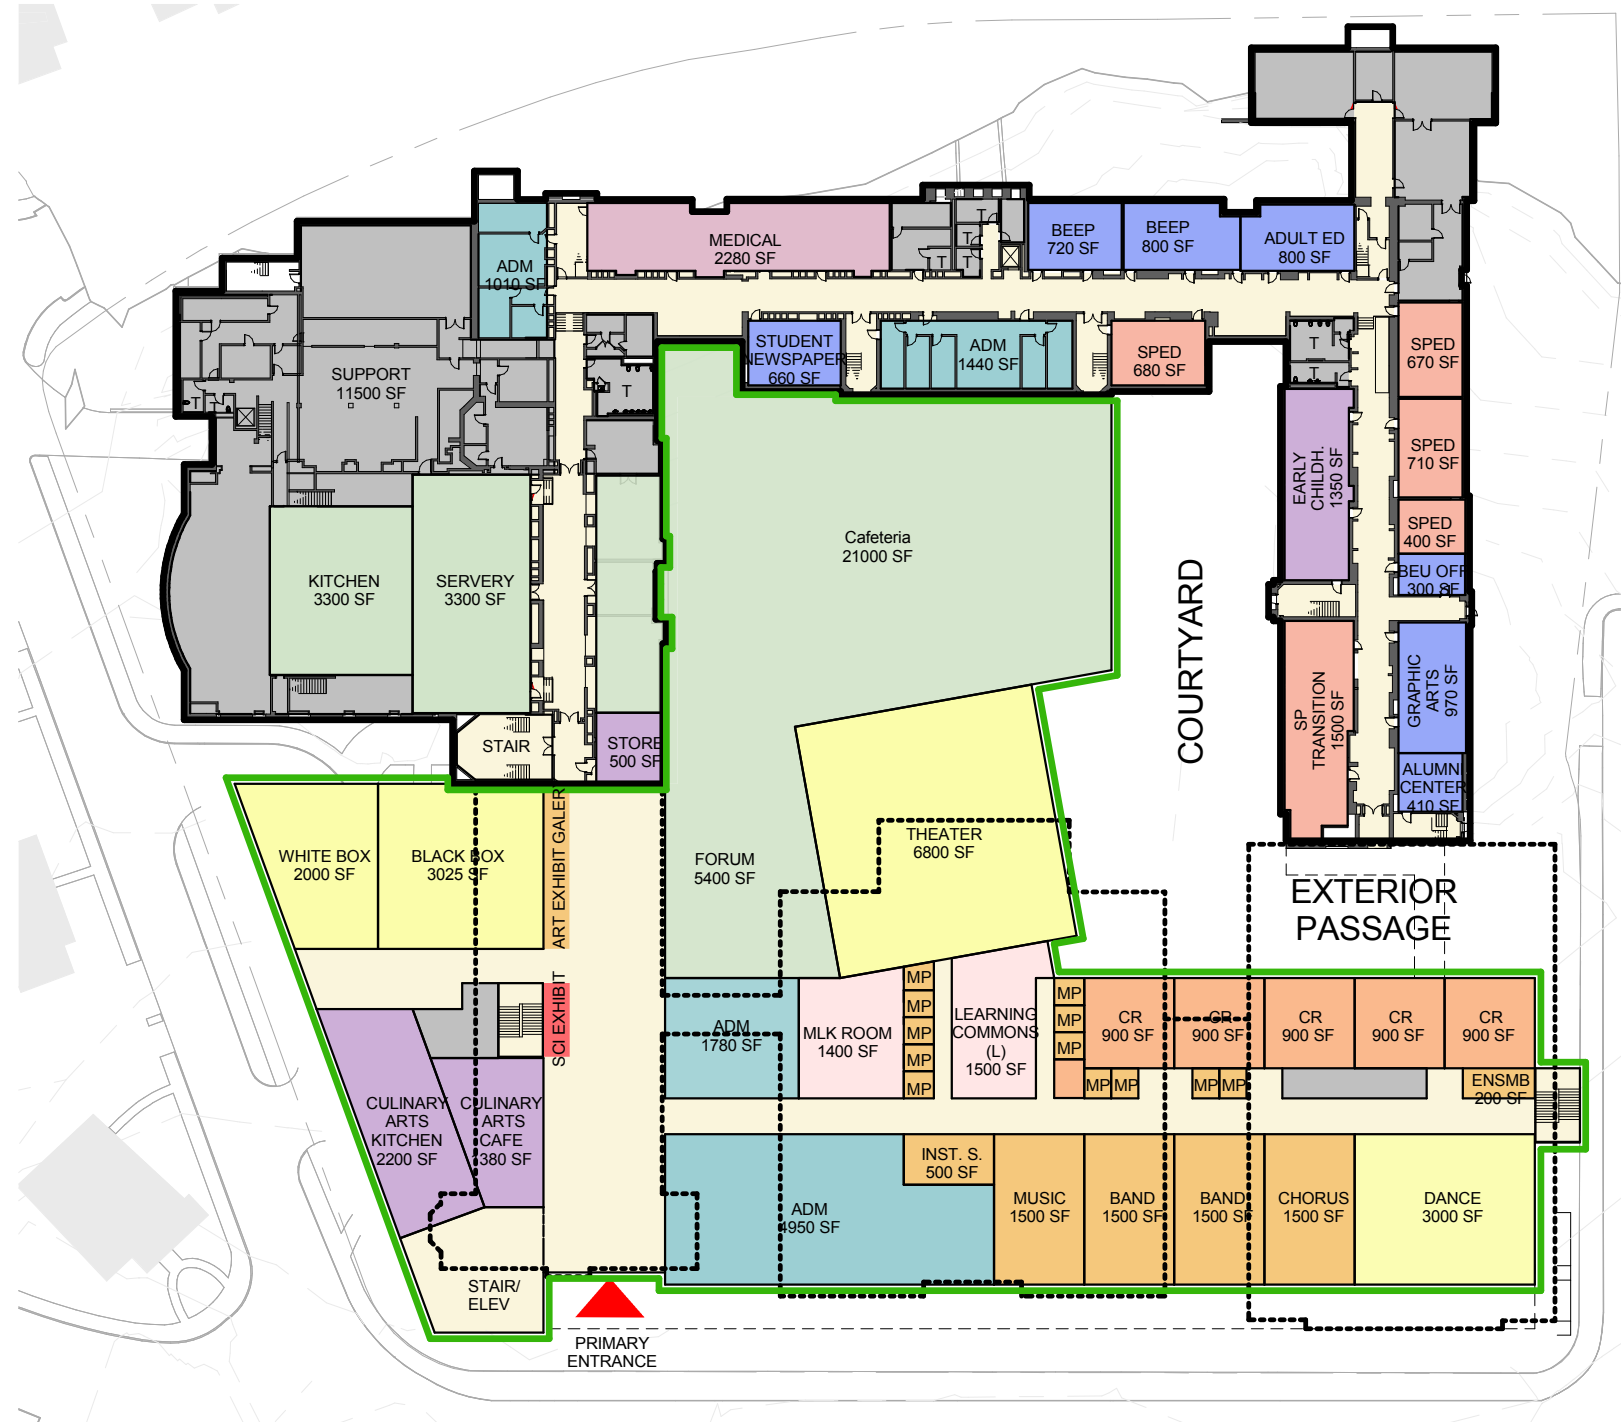 MEDICAL
2280 SF
T
T
T
T
BEEP
720 SF
BEEP
800 SF
ADULT ED
800 SF
ADM
1010 SF
STUDENT
NEWSPAPER
660 SF
ADM
1440 SF
SPED
680 SF
T
T
SPED
670 SF
SUPPORT
11500 SF
T
T
T
SPED
710 SF
EARLY
CHILDH.
1350 SF
SPED
400 SF
BEU OFF
300 SF
Cafeteria
21000 SF
KITCHEN
3300 SF
SERVERY
3300 SF
COURTYARD
SP
TRANSITION
1500 SF
GRAPHIC
ARTS
970 SF
STAIR
STORE
500 SF
ALUMNI
CENTER
410 SF
WHITE BOX
2000 SF
BLACK BOX
3025 SF
ART EXHIBIT GALERY
FORUM
5400 SF
THEATER
6800 SF
EXTERIOR
PASSAGE
SCI EXHIBIT
ADM
1780 SF
MLK ROOM
1400 SF
MP
MP
MP
MP
MP
LEARNING
COMMONS
(L)
1500 SF
MP
MP
MP
CR
900 SF
CR
900 SF
CR
900 SF
CR
900 SF
CR
900 SF
MP
MP
MP
MP
ENSMB
200 SF
CULINARY
ARTS
KITCHEN
2200 SF
CULINARY
ARTS
CAFE
1380 SF
INST. S.
500 SF
ADM
4950 SF
MUSIC
1500 SF
BAND
1500 SF
BAND
1500 SF
CHORUS
1500 SF
DANCE
3000 SF
STAIR/
ELEV
PRIMARY
ENTRANCE